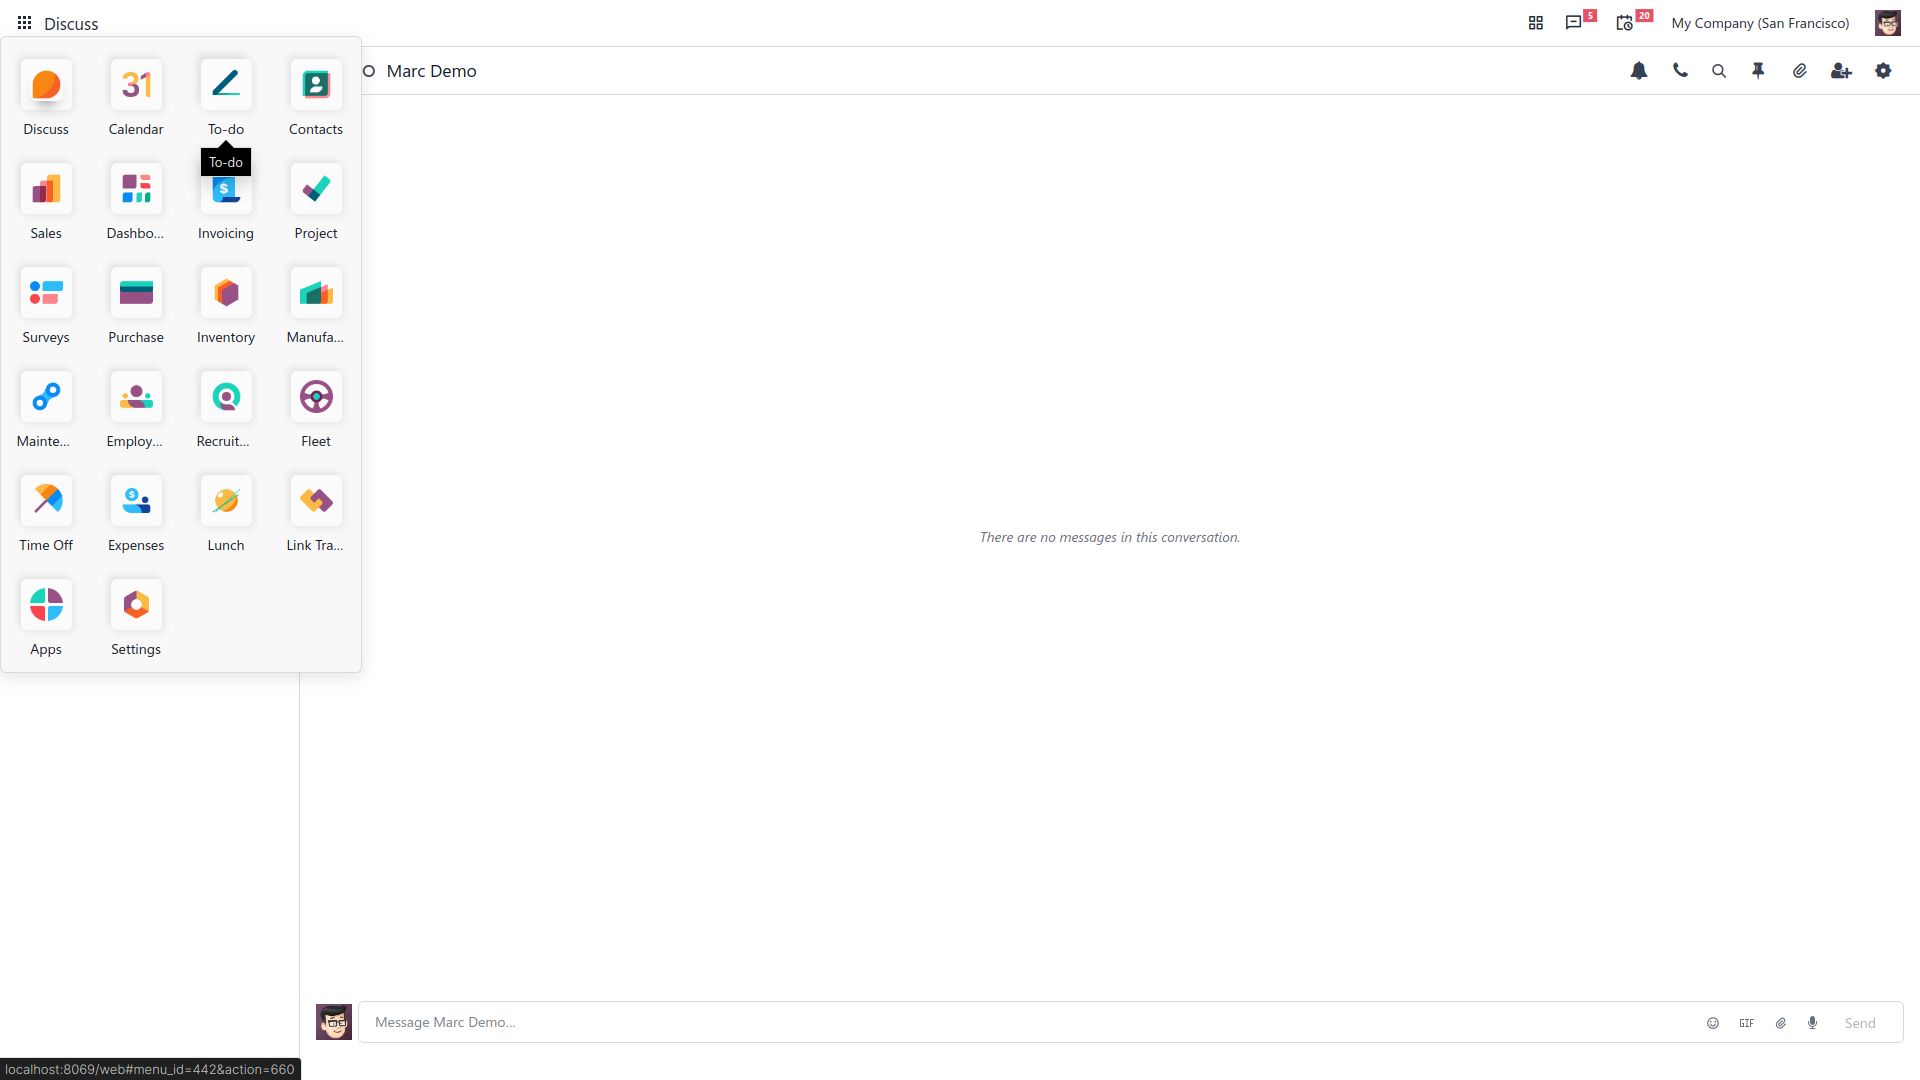 Discuss
5
20
My Company (San Francisco)
Marc Demo
31
Discuss
Calendar
To-do
Contacts
To-do
$
Sales
Dashbo...
Invoicing
Project
Surveys
Purchase
Inventory
Manufa...
Mainte...
Employ...
Recruit...
Fleet
$
Time Off
Expenses
Lunch
Link Tra...
Apps
Settings
There are no messages in this conversation.
Message Marc Demo...
GIF
Send
localhost:8069/web#menu_id=442&action=660